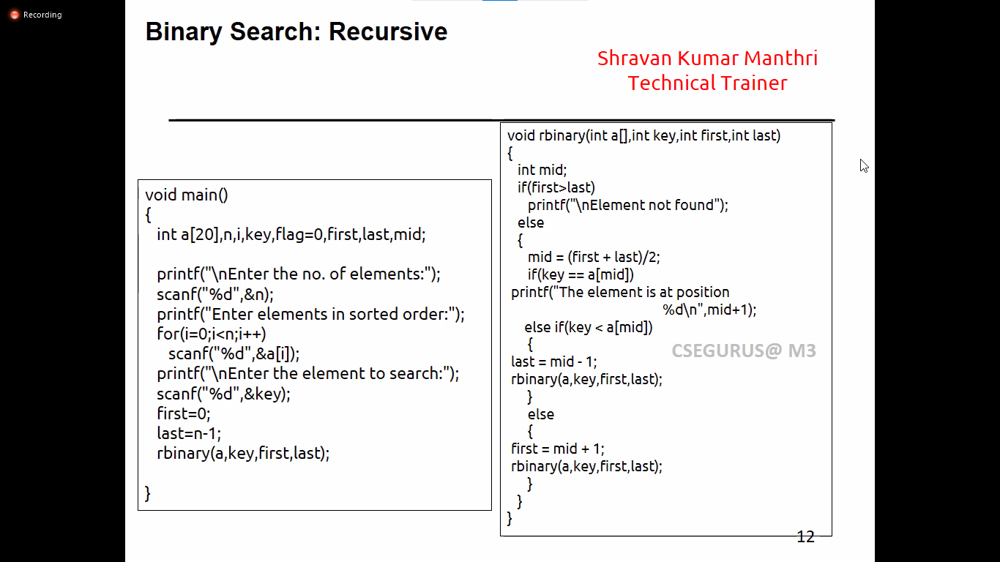 Recording
Binary Search: Recursive
Shravan Kumar Manthri
Technical Trainer
void main()
{
int a[20],n,i,key,flag=0,first,last,mid;
printf("\nEnter the no. of elements:");
scanf("%d",&n);
printf("Enter elements in sorted order:");
for(i=0;i<n;i++)
scanf("%d",&a[i]);
printf("\nEnter the element to search:");
scanf("%d",&key);
first=0;
last=n-1;
rbinary(a,key,first,last);
}
void rbinary(int a[],int key,int first,int last)
{
int mid;
if(first>last)
printf("\nElement not found");
else
{
mid = (first + last)/2;
if(key == a[mid])
printf("The element is at position
%d\n",mid+1);
else if(key < a[mid])
{
last = mid - 1;
rbinary(a,key,first,last);
}
else
{
first = mid + 1;
rbinary(a,key,first,last);
}
}
}
CSEGURUS@ M3
12